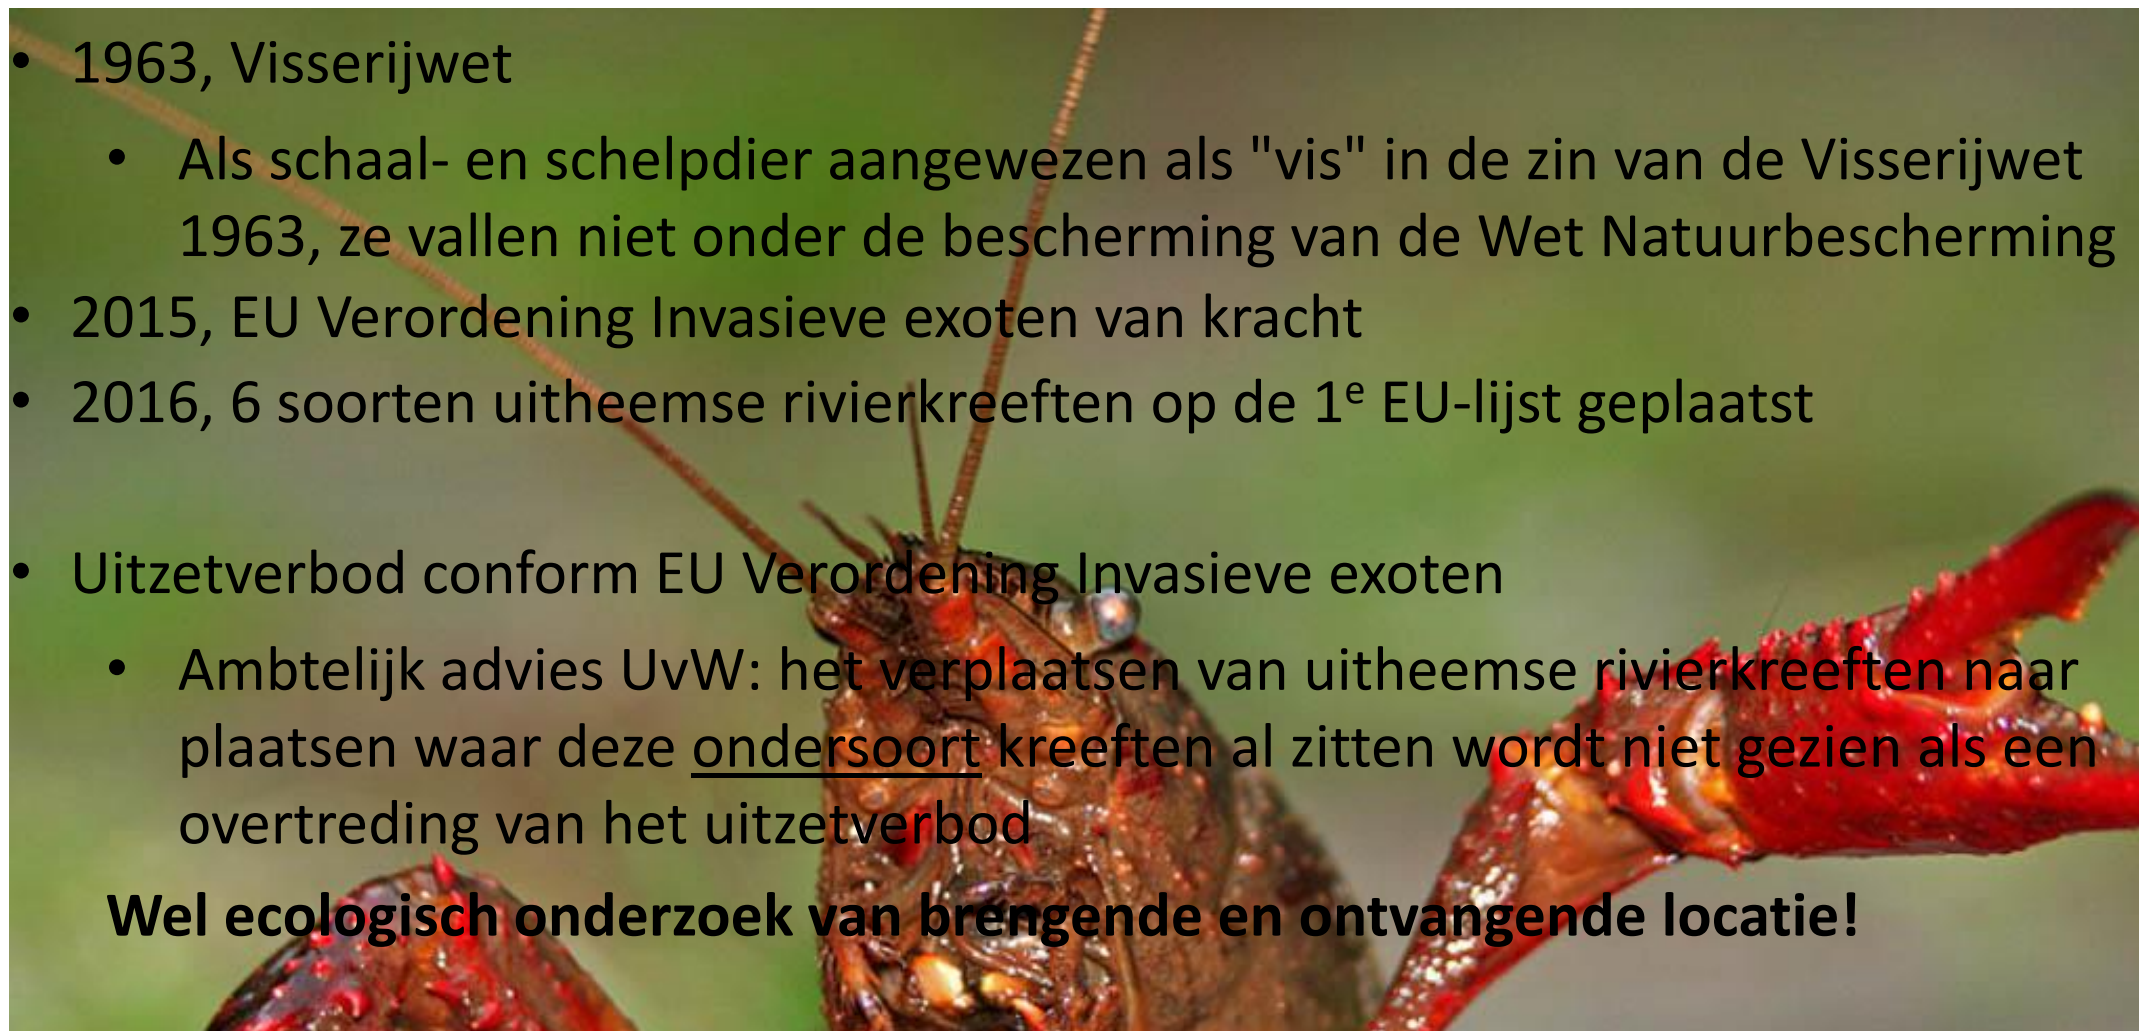 • 1963, Visserijwet
• Als schaal- en schelpdier aangewezen als "vis" in de zin van de Visserijwet
1963, ze vallen niet onder de bescherming van de Wet Natuurbescherming
• 2015, EU Verordening Invasieve exoten van kracht
• 2016, 6 soorten uitheemse rivierkreeften op de 1e EU-lijst geplaatst
• Uitzetverbod conform EU Verordening Invasieve exoten
• Ambtelijk advies UvW: het verplaatsen van uitheemse rivierkreeften naar
plaatsen waar deze ondersoort kreeften al zitten wordt niet gezien als een
overtreding van het uitzetverbod
Wel ecologisch onderzoek van brengende en ontvangende locatie!